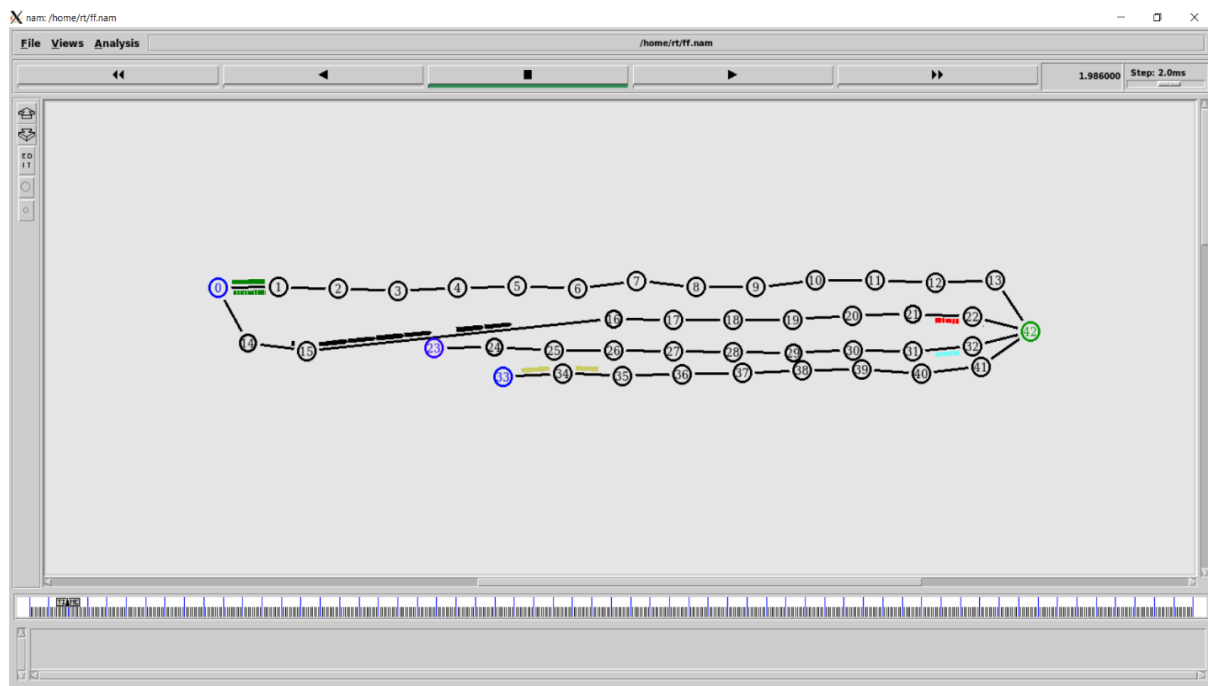 nam: /home/rt/ff.nam
File Views Analysis /home/rt/ff.nam
1.986000 Step: 2.0ms
ED
IT
0 1 2 3 4 5 6 7 8 9 10 11 12 13
14 15 16 17 18 19 20 21 22 42
23 24 25 26 27 28 29 30 31 32
33 34 35 36 37 38 39 40 41
TIME